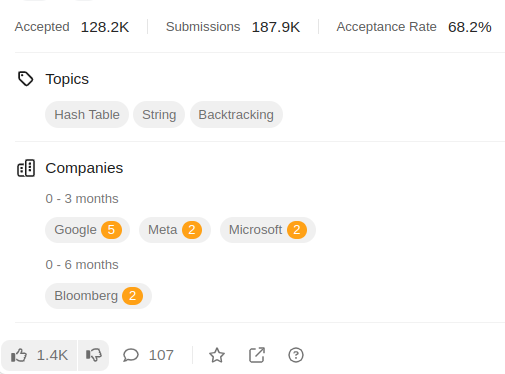 Accepted 128.2K Submissions 187.9K Acceptance Rate 68.2%
Topics
Hash Table String Backtracking
Companies
0 - 3 months
Google 5 Meta 2 Microsoft 2
0 - 6 months
Bloomberg 2
1.4K 107